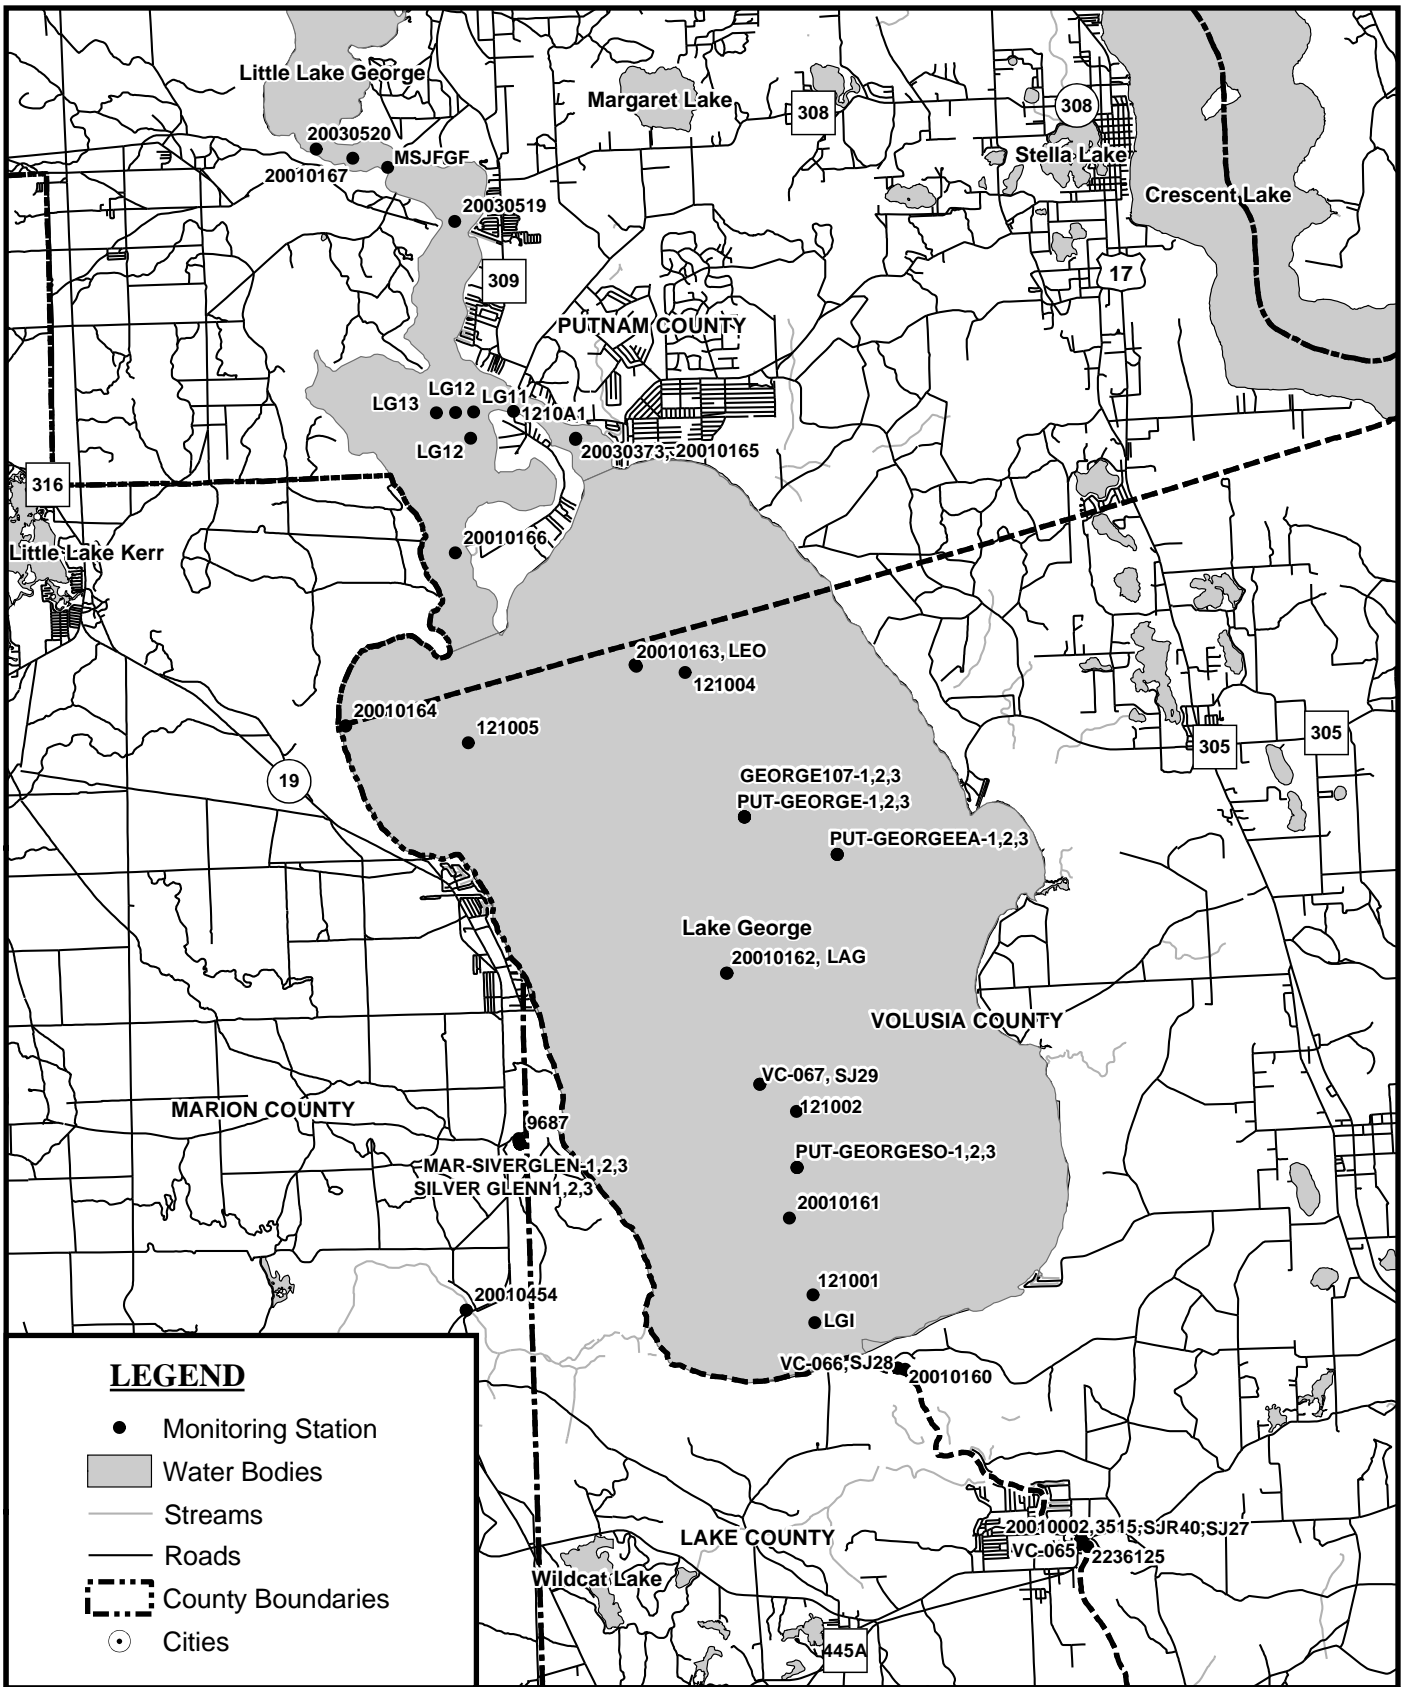 Little Lake George
Margaret Lake
308
308
20030520
MSJFGF
Stella Lake
20010167
Crescent Lake
20030519
17
309
PUTNAM COUNTY
LG12
LG11
LG13
1210A1
LG12
20030373, 20010165
316
20010166
Little Lake Kerr
20010163, LEO
121004
20010164
121005
305
305
19
GEORGE107-1,2,3
PUT-GEORGE-1,2,3
PUT-GEORGEEA-1,2,3
Lake George
20010162, LAG
VOLUSIA COUNTY
VC-067, SJ29
121002
MARION COUNTY
9687
PUT-GEORGESO-1,2,3
MAR-SIVERGLEN-1,2,3
SILVER GLENN1,2,3
20010161
121001
20010454
LGI
VC-066,SJ28
20010160
LEGEND
Monitoring Station
Water Bodies
Streams
Roads
County Boundaries
Cities
20010002,3515,SJR40,SJ27
LAKE COUNTY
VC-065
2236125
Wildcat Lake
445A